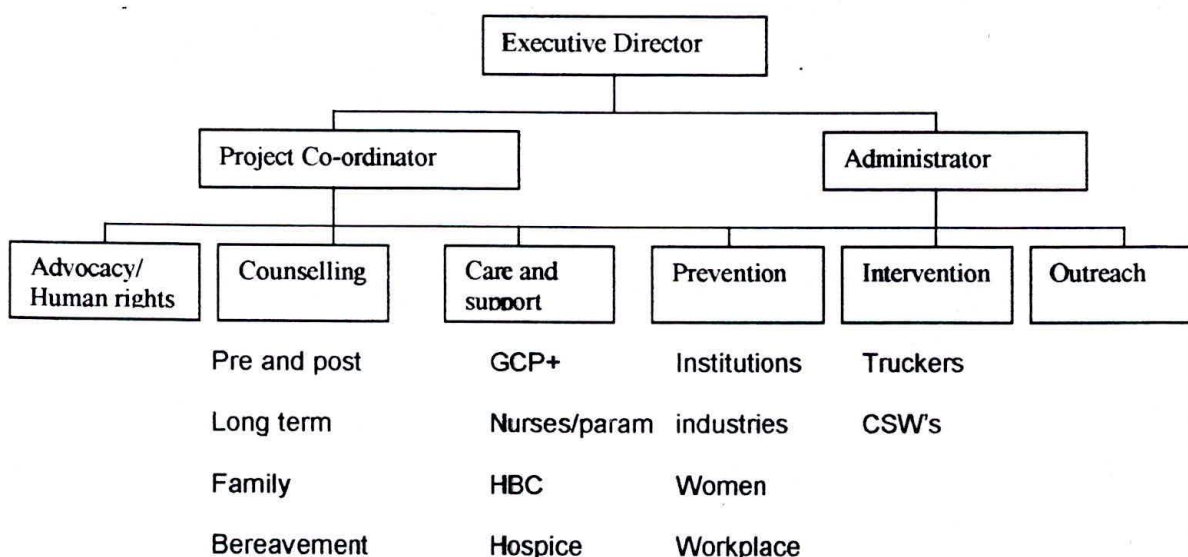 Executive Director
Project Co-ordinator
Administrator
Advocacy/
Human rights
Counselling
Care and
support
Prevention
Intervention
Outreach
Pre and post
GCP+
Institutions
Truckers
Long term
Nurses/param
industries
CSW's
Family
HBC
Women
Bereavement
Hospice
Workplace